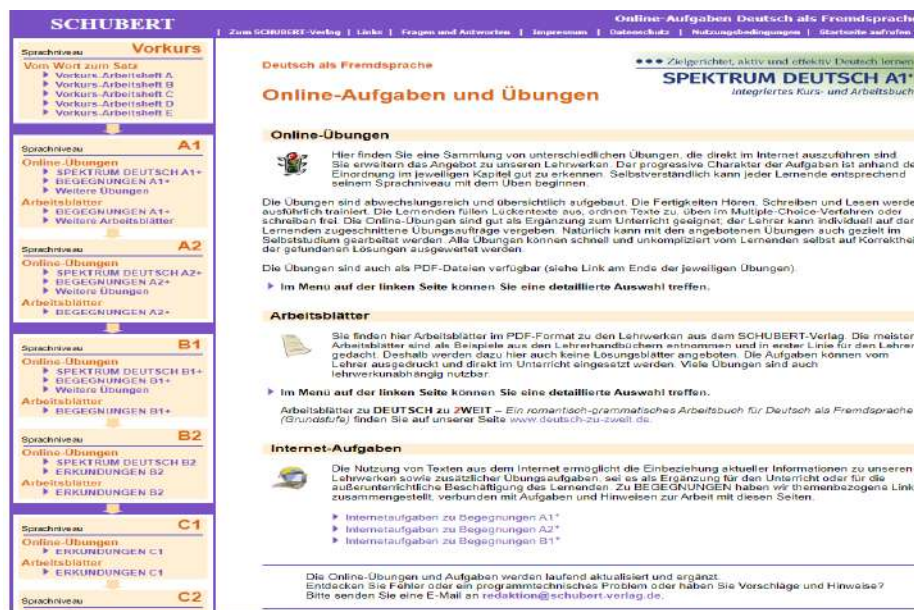 SCHUBERT
Online-Aufgaben Deutsch als Fremdsprache
| Zum SCHUBERT-Verlag | Links | Fragen und Antworten | Impressum | Datenschutz | Nutzungsbedingungen | Startseite aufrufen
Sprachniveau Vorkurs
Vom Wort zum Satz
Vorkurs-Arbeitsheft A
Vorkurs-Arbeitsheft B
Vorkurs-Arbeitsheft C
Vorkurs-Arbeitsheft D
Vorkurs-Arbeitsheft E
Sprachniveau A1
Online-Übungen
SPEKTRUM DEUTSCH A1+
BEGEGNUNGEN A1+
Weitere Übungen
Arbeitsblätter
BEGEGNUNGEN A1+
Weitere Arbeitsblätter
Sprachniveau A2
Online-Übungen
SPEKTRUM DEUTSCH A2+
BEGEGNUNGEN A2+
Weitere Übungen
Arbeitsblätter
BEGEGNUNGEN A2+
Sprachniveau B1
Online-Übungen
SPEKTRUM DEUTSCH B1+
BEGEGNUNGEN B1+
Weitere Übungen
Arbeitsblätter
BEGEGNUNGEN B1+
Sprachniveau B2
Online-Übungen
SPEKTRUM DEUTSCH B2
ERKUNDUNGEN B2
Arbeitsblätter
ERKUNDUNGEN B2
Sprachniveau C1
Online-Übungen
ERKUNDUNGEN C1
Arbeitsblätter
ERKUNDUNGEN C1
Sprachniveau C2
Deutsch als Fremdsprache
Online-Aufgaben und Übungen
Zielgerichtet, aktiv und effektiv Deutsch lernen
SPEKTRUM DEUTSCH A1+
Integriertes Kurs- und Arbeitsbuch
Online-Übungen
Hier finden Sie eine Sammlung von unterschiedlichen Übungen, die direkt im Internet auszuführen sind.
Sie erweitern das Angebot zu unseren Lehrwerken. Der progressive Charakter der Aufgaben ist anhand de
Einordnung im jeweiligen Kapitel gut zu erkennen. Selbstverständlich kann jeder Lernende entsprechend
seinem Sprachniveau mit dem Üben beginnen.
Die Übungen sind abwechslungsreich und übersichtlich aufgebaut. Die Fertigkeiten Hören, Schreiben und Lesen werde
ausführlich trainiert. Die Lernenden füllen Lückentexte aus, ordnen Texte zu, üben im Multiple-Choice-Verfahren oder
schreiben frei. Die Online-Übungen sind gut als Ergänzung zum Unterricht geeignet; der Lehrer kann individuell auf den
Lernenden zugeschnittene Übungsaufträge vergeben. Natürlich kann mit den angebotenen Übungen auch gezielt im
Selbststudium gearbeitet werden. Alle Übungen können schnell und unkompliziert vom Lernenden selbst auf Korrekthei
der gefundenen Lösungen ausgewertet werden.
Die Übungen sind auch als PDF-Dateien verfügbar (siehe Link am Ende der jeweiligen Übungen).
Im Menü auf der linken Seite können Sie eine detaillierte Auswahl treffen.
Arbeitsblätter
Sie finden hier Arbeitsblätter im PDF-Format zu den Lehrwerken aus dem SCHUBERT-Verlag. Die meisten
Arbeitsblätter sind als Beispiele aus den Lehrerhandbüchern entnommen und in erster Linie für den Lehrer
gedacht. Deshalb werden dazu hier auch keine Lösungsblätter angeboten. Die Aufgaben können vom
Lehrer ausgedruckt und direkt im Unterricht eingesetzt werden. Viele Übungen sind auch
lehrwerkunabhängig nutzbar.
Im Menü auf der linken Seite können Sie eine detaillierte Auswahl treffen.
Arbeitsblätter zu DEUTSCH zu 2WEIT – Ein romantisch-grammatisches Arbeitsbuch für Deutsch als Fremdsprache
(Grundstufe) finden Sie auf unserer Seite www.deutsch-zu-zweit.de.
Internet-Aufgaben
Die Nutzung von Texten aus dem Internet ermöglicht die Einbeziehung aktueller Informationen zu unseren
Lehrwerken sowie zusätzlicher Übungsaufgaben, sei es als Ergänzung für den Unterricht oder für die
außerunterrichtliche Beschäftigung des Lernenden. Zu BEGEGNUNGEN haben wir themenbezogene Link
zusammengestellt, verbunden mit Aufgaben und Hinweisen zur Arbeit mit diesen Seiten.
Internetaufgaben zu Begegnungen A1+
Internetaufgaben zu Begegnungen A2+
Internetaufgaben zu Begegnungen B1+
Die Online-Übungen und Aufgaben werden laufend aktualisiert und ergänzt.
Entdecken Sie Fehler oder ein programmtechnisches Problem oder haben Sie Vorschläge und Hinweise?
Bitte senden Sie eine E-Mail an redaktion@schubert-verlag.de.